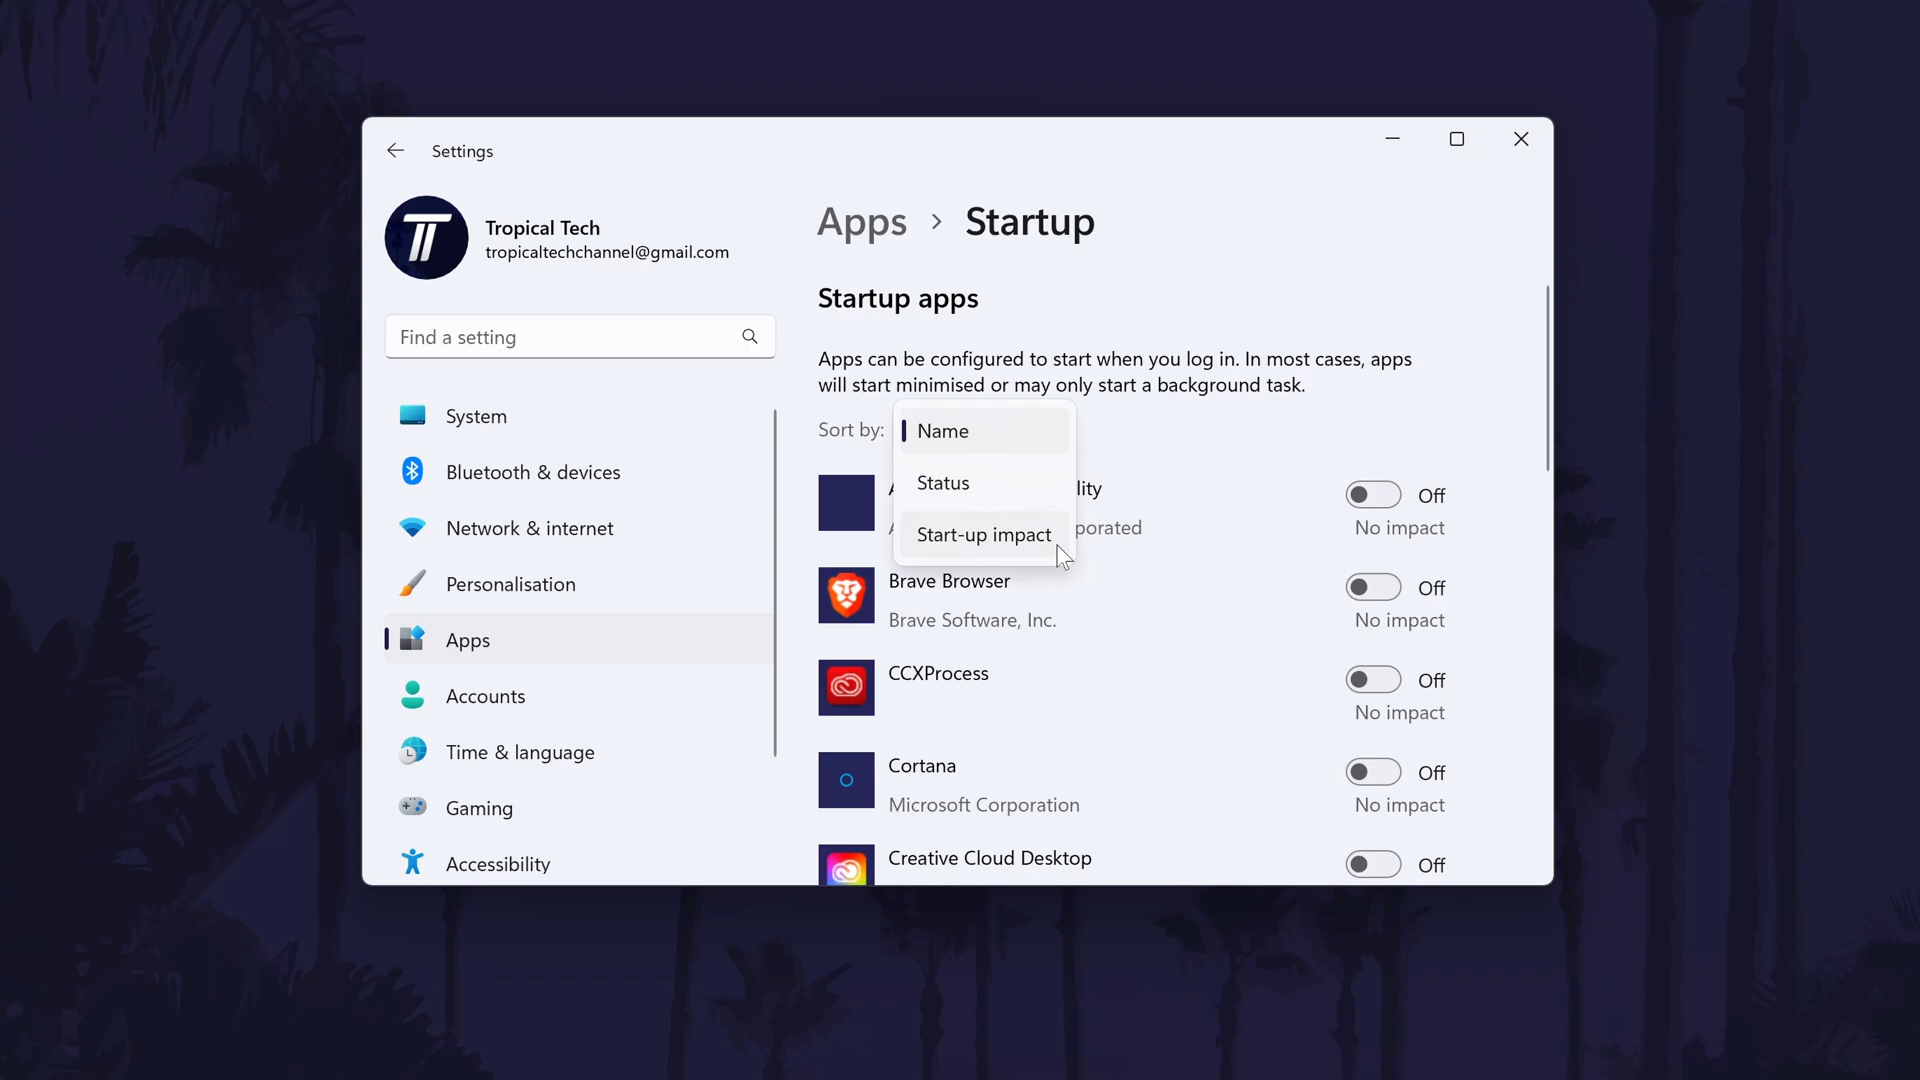 Settings
Tropical Tech
tropicaltechchannel@gmail.com
Find a setting
System
Bluetooth & devices
Network & internet
Personalisation
Apps
Accounts
Time & language
Gaming
Accessibility
Apps > Startup
Startup apps
Apps can be configured to start when you log in. In most cases, apps
will start minimised or may only start a background task.
Sort by:
Name
Status
Start-up impact
lity
porated
Off
No impact
Brave Browser
Brave Software, Inc.
Off
No impact
CCXProcess
Off
No impact
Cortana
Microsoft Corporation
Off
No impact
Creative Cloud Desktop
Off